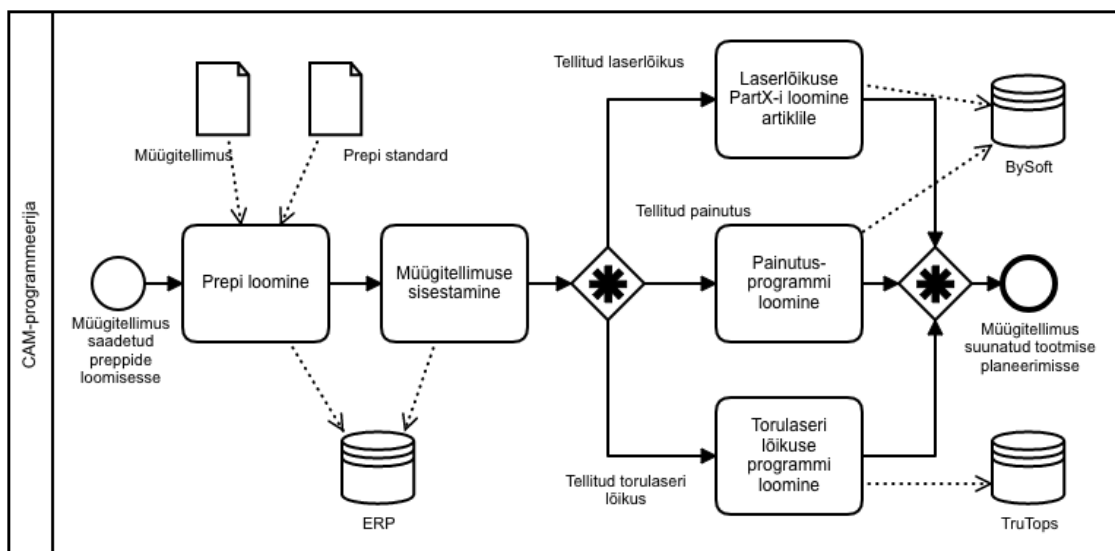 CAM-programmeerija
Müügitellimus
Prepi standard
Müügitellimus
saadetud
preppide
loomisesse
Prepi loomine
Müügitellimuse
sisestamine
ERP
Tellitud laserlõikus
Laserlõikuse
PartX-i loomine
artiklile
BySoft
Tellitud painutus
Painutus-
programmi
loomine
Müügitellimus
suunatud tootmise
planeerimisse
Tellitud torulaseri
lõikus
Torulaseri
lõikuse
programmi
loomine
TruTops